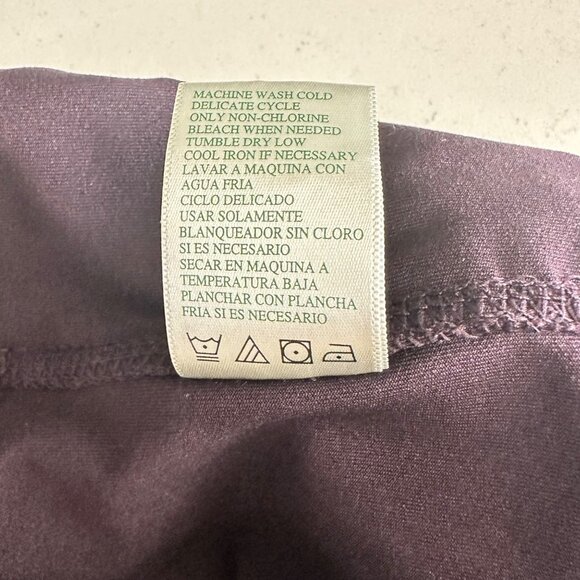 MACHINE WASH COLD
DELICATE CYCLE
ONLY NON-CHLORINE
BLEACH WHEN NEEDED
TUMBLE DRY LOW
COOL IRON IF NECESSARY
LAVAR A MAQUINA CON
AGUA FRIA
CICLO DELICADO
USAR SOLAMENTE
BLANQUEADOR SIN CLORO
SI ES NECESARIO
SECAR EN MAQUINA A
TEMPERATURA BAJA
PLANCHAR CON PLANCHA
FRIA SI ES NECESARIO